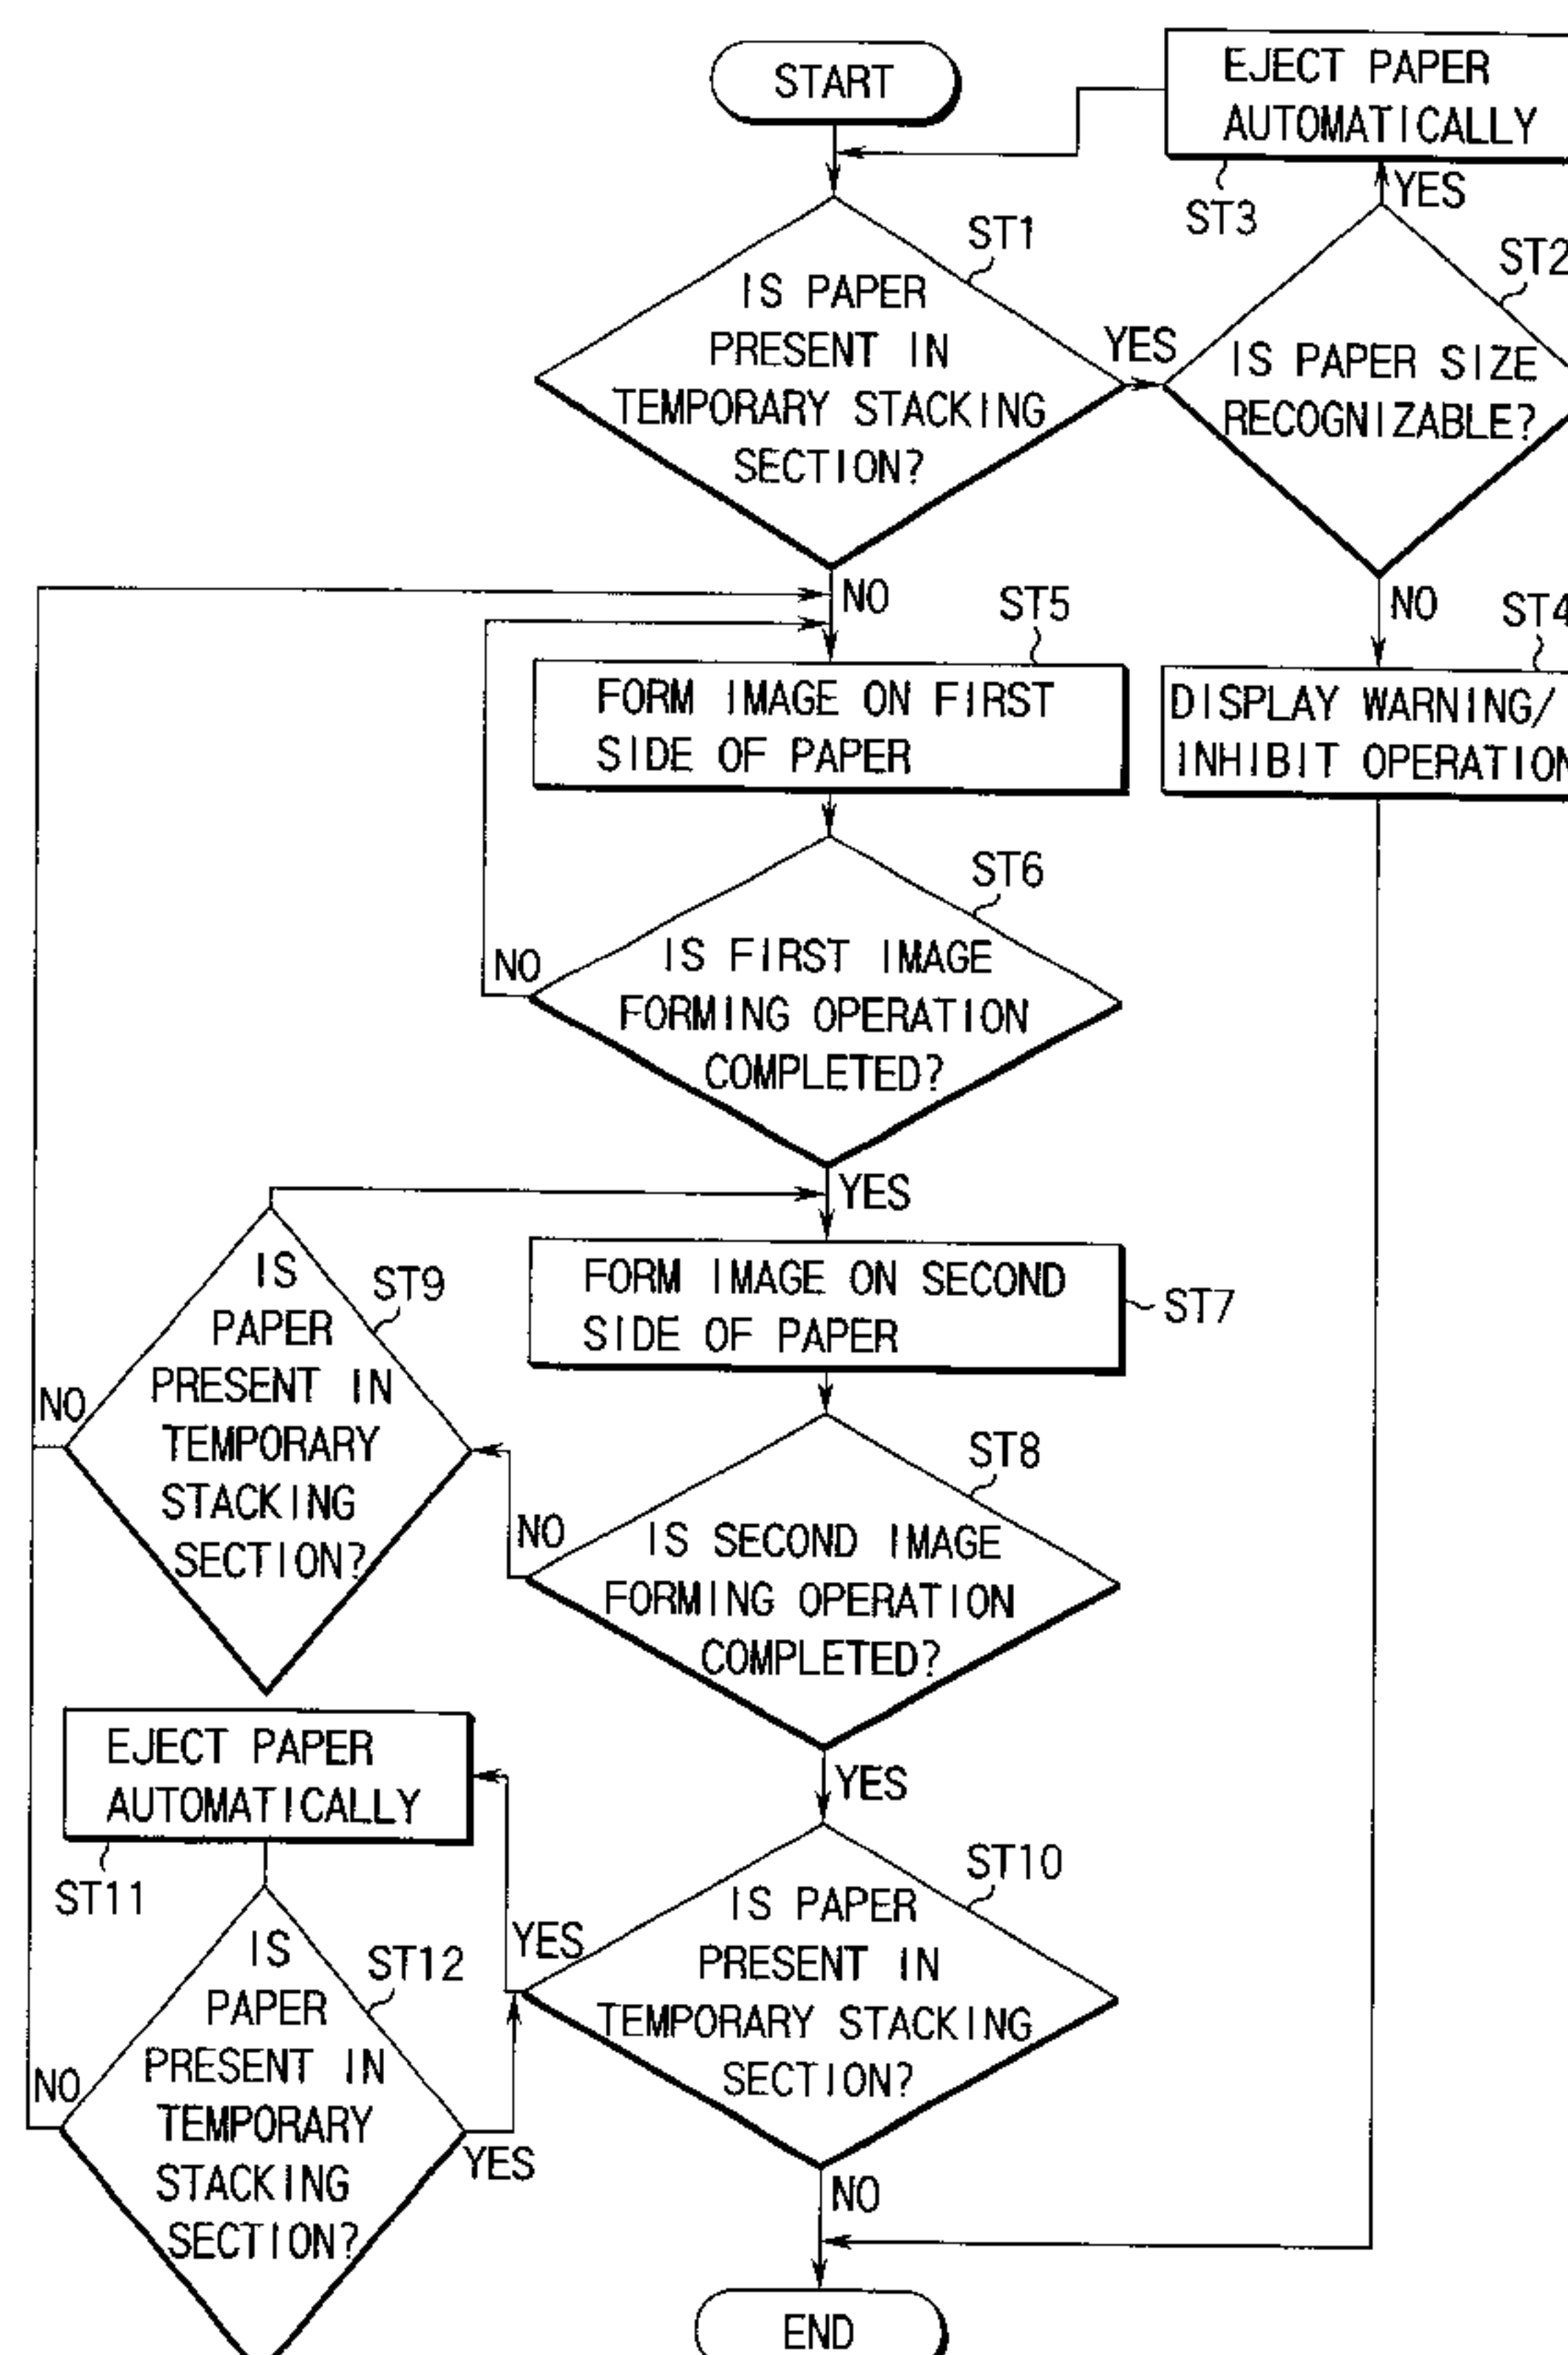 START
EJECT PAPER
AUTOMATICALLY
ST3
YES
ST1
ST2
IS PAPER
PRESENT IN
TEMPORARY STACKING
SECTION?
YES
IS PAPER SIZE
RECOGNIZABLE?
NO
ST5
NO
ST4
FORM IMAGE ON FIRST
SIDE OF PAPER
DISPLAY WARNING/
INHIBIT OPERATION
ST6
NO
IS FIRST IMAGE
FORMING OPERATION
COMPLETED?
YES
ST9
IS
PAPER
PRESENT IN
TEMPORARY
STACKING
SECTION?
NO
FORM IMAGE ON SECOND
SIDE OF PAPER
ST7
ST8
NO
IS SECOND IMAGE
FORMING OPERATION
COMPLETED?
YES
EJECT PAPER
AUTOMATICALLY
ST11
ST10
YES
IS PAPER
PRESENT IN
TEMPORARY STACKING
SECTION?
ST12
IS
PAPER
PRESENT IN
TEMPORARY
STACKING
SECTION?
NO
YES
NO
END